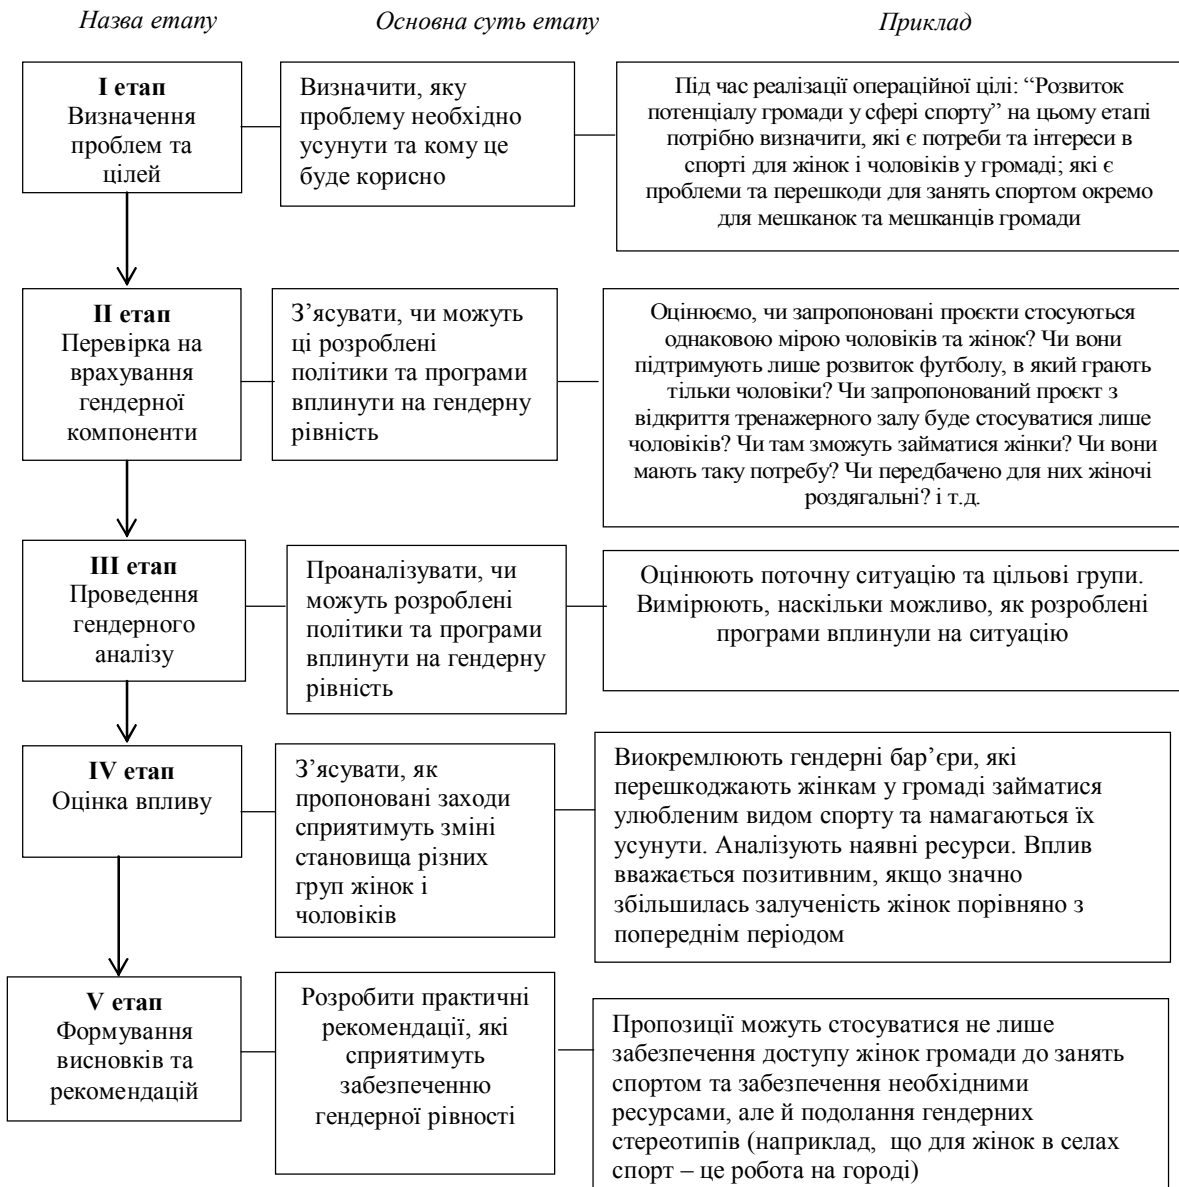 Назва етапу
Основна суть етапу
Приклад
І етап
Визначення
проблем та
цілей
Визначити, яку
проблему необхідно
усунути та кому це
буде корисно
Під час реалізації операційної цілі: “Розвиток
потенціалу громади у сфері спорту” на цьому етапі
потрібно визначити, які є потреби та інтереси в
спорті для жінок і чоловіків у громаді; які є
проблеми та перешкоди для занять спортом окремо
для мешканок та мешканців громади
ІІ етап
Перевірка на
врахування
гендерної
компоненти
З’ясувати, чи можуть
ці розроблені
політики та програми
вплинути на гендерну
рівність
Оцінюємо, чи запропоновані проєкти стосуються
однаковою мірою чоловіків та жінок? Чи вони
підтримують лише розвиток футболу, в який грають
тільки чоловіки? Чи запропонований проєкт з
відкриття тренажерного залу буде стосуватися лише
чоловіків? Чи там зможуть займатися жінки? Чи вони
мають таку потребу? Чи передбачено для них жіночі
роздягальні? і т.д.
ІІІ етап
Проведення
гендерного
аналізу
Проаналізувати, чи
можуть розроблені
політики та програми
вплинути на гендерну
рівність
Оцінюють поточну ситуацію та цільові групи.
Вимірюють, наскільки можливо, як розроблені
програми вплинули на ситуацію
IV етап
Оцінка впливу
З’ясувати, як
пропоновані заходи
сприятимуть зміні
становища різних
груп жінок і
чоловіків
Виокремлюють гендерні бар’єри, які
перешкоджають жінкам у громаді займатися
улюбленим видом спорту та намагаються їх
усунути. Аналізують наявні ресурси. Вплив
вважається позитивним, якщо значно
збільшилась залученість жінок порівняно з
попереднім періодом
V етап
Формування
висновків та
рекомендацій
Розробити практичні
рекомендації, які
сприятимуть
забезпеченню
гендерної рівності
Пропозиції можуть стосуватися не лише
забезпечення доступу жінок громади до занять
спортом та забезпечення необхідними
ресурсами, але й подолання гендерних
стереотипів (наприклад, що для жінок в селах
спорт – це робота на городі)